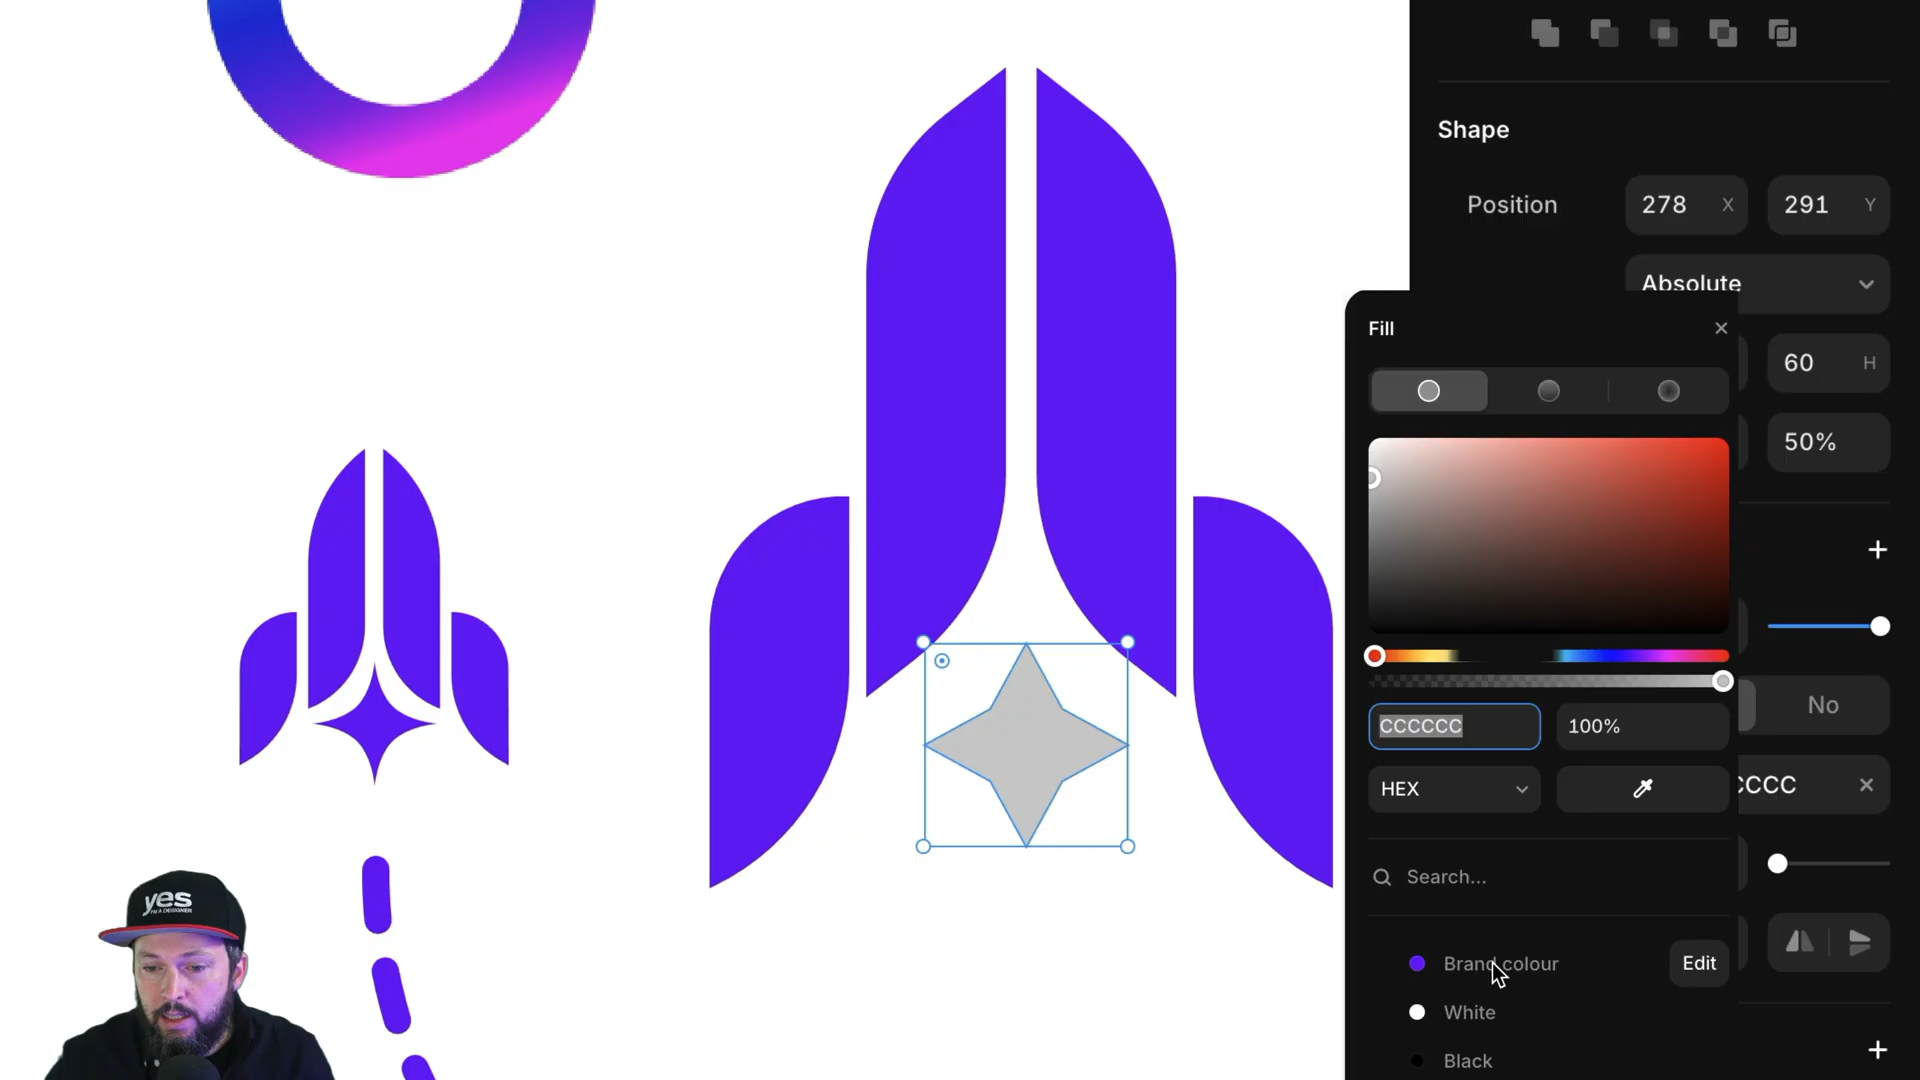 Shape
Position
278 X
291 Y
Absolute
Fill
60 H
50%
No
CCCCCC
100%
HEX
CCCC
Search...
Brand colour
Edit
White
Black
yes
I'M A DESIGNER